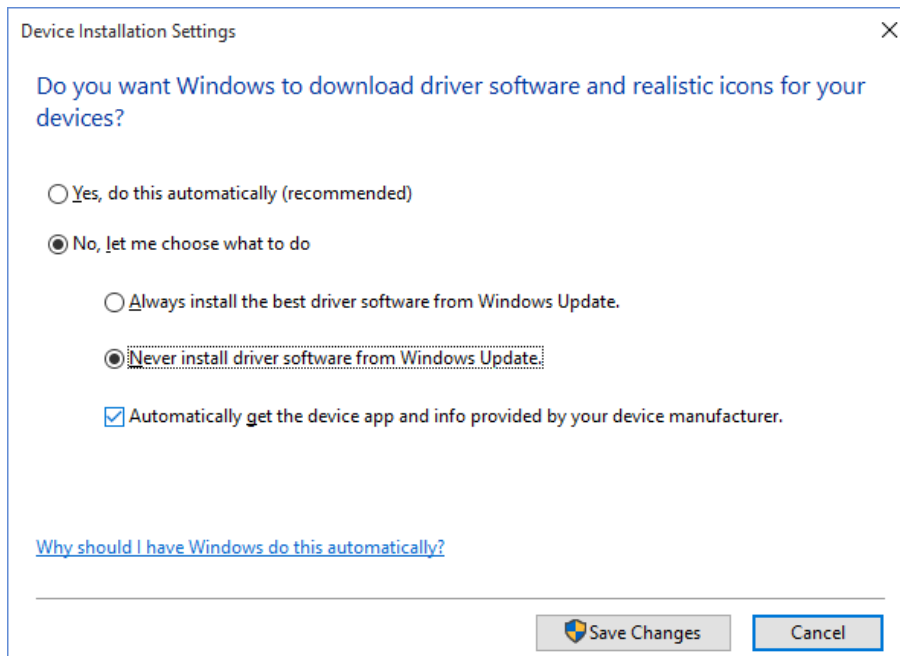 Device Installation Settings
Do you want Windows to download driver software and realistic icons for your
devices?
Yes, do this automatically (recommended)
No, let me choose what to do
Always install the best driver software from Windows Update.
Never install driver software from Windows Update.
Automatically get the device app and info provided by your device manufacturer.
Why should I have Windows do this automatically?
Save Changes
Cancel